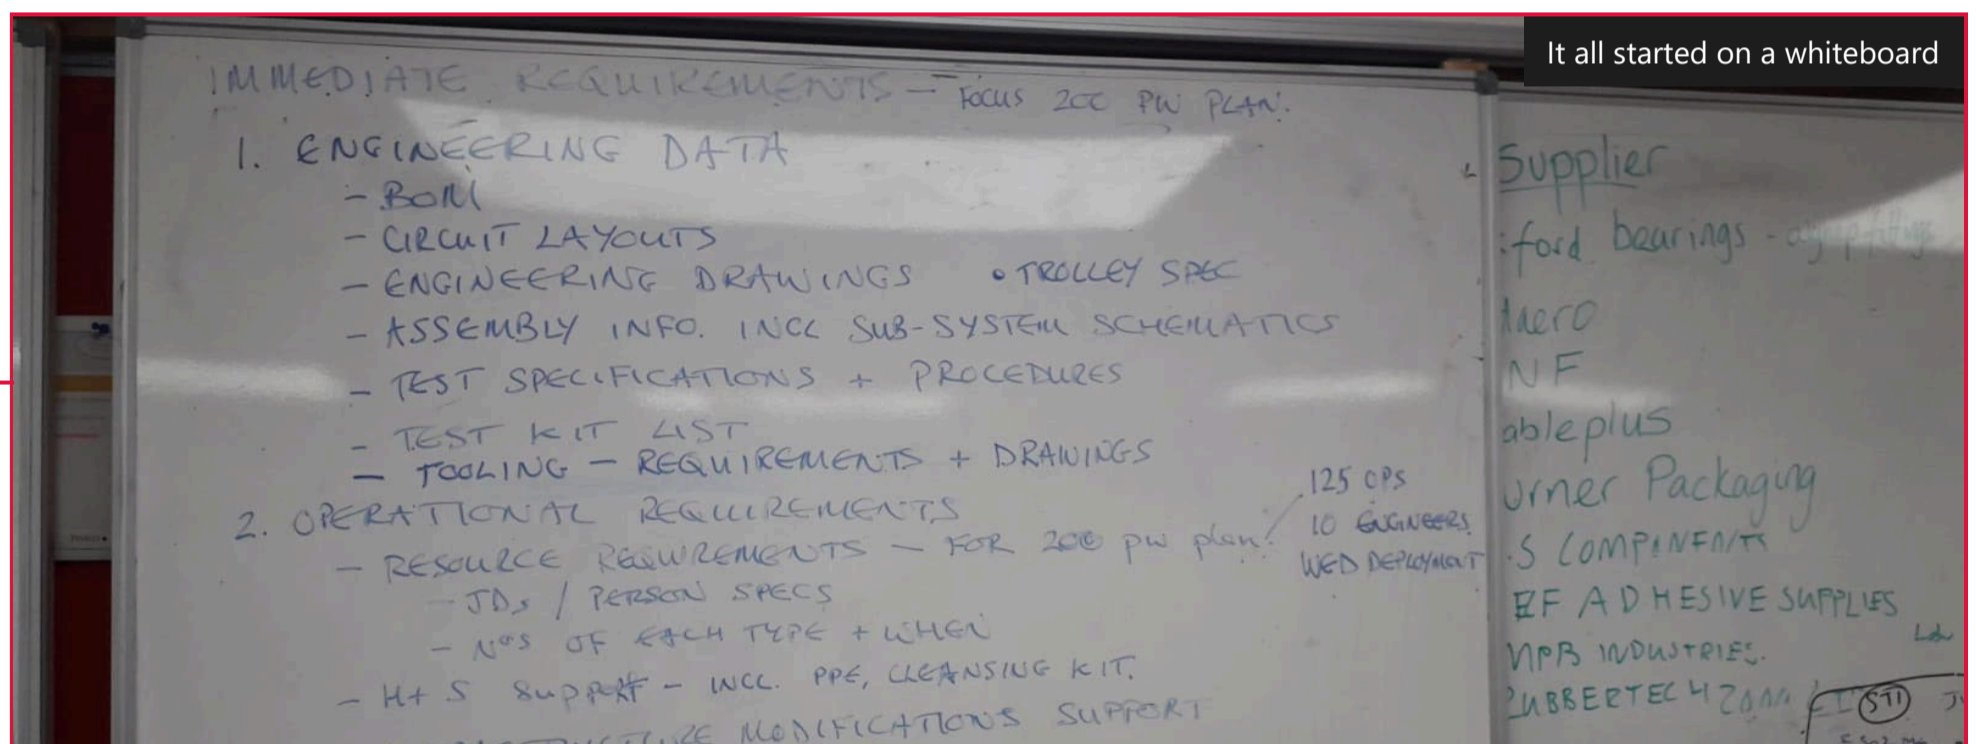 It all started on a whiteboard
IMMEDIATE REQUIREMENTS - FOCUS 200 PW PLAN.
1. ENGINEERING DATA
- BOM
- CIRCUIT LAYOUTS
- ENGINEERING DRAWINGS • TROLLEY SPEC
- ASSEMBLY INFO. INCL SUB-SYSTEM SCHEMATICS
- TEST SPECIFICATIONS + PROCEDURES
- TEST KIT LIST
- TOOLING - REQUIREMENTS + DRAWINGS
2. OPERATIONAL REQUIREMENTS
- RESOURCE REQUIREMENTS - FOR 200 pw plan.
125 OPS
10 ENGINEERS
WED DEPLOYMENT
- JDs / PERSON SPECS
- Nos OF EACH TYPE + WHEN
- H+S Support - INCL. PPE, CLEANSING KIT.
MODIFICATIONS SUPPORT
Supplier
ford bearings -
aero
NF
ableplus
urner Packaging
S COMPONENTS
EF ADHESIVE SUPPLIES
MPB INDUSTRIES.
RUBBERTECH 2000
STI